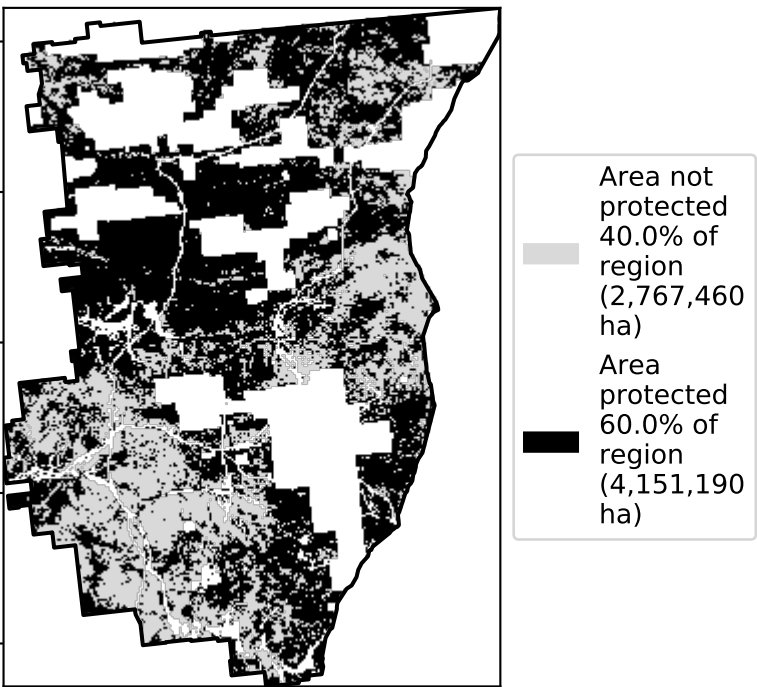 Area not
protected
40.0% of
region
(2,767,460
ha)
Area
protected
60.0% of
region
(4,151,190
ha)